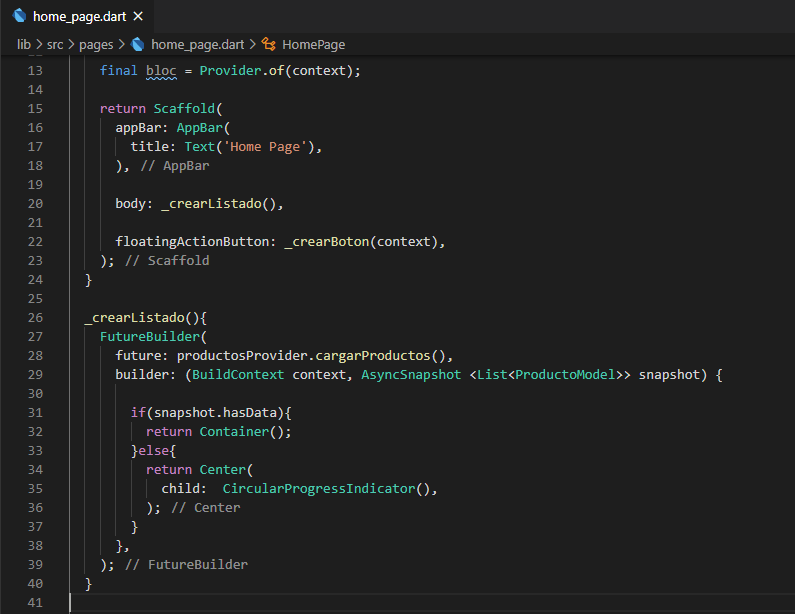 home_page.dart
lib > src > pages > home_page.dart > HomePage
13 final bloc = Provider.of(context);
14
15 return Scaffold(
16 appBar: AppBar(
17 title: Text('Home Page'),
18 ), // AppBar
19
20 body: _crearListado(),
21
22 floatingActionButton: _crearBoton(context),
23 ); // Scaffold
24 }
25
26 _crearListado(){
27 FutureBuilder(
28 future: productosProvider.cargarProductos(),
29 builder: (BuildContext context, AsyncSnapshot <List<ProductoModel>> snapshot) {
30
31 if(snapshot.hasData){
32 return Container();
33 }else{
34 return Center(
35 child:  CircularProgressIndicator(),
36 ); // Center
37 }
38 },
39 ); // FutureBuilder
40 }
41